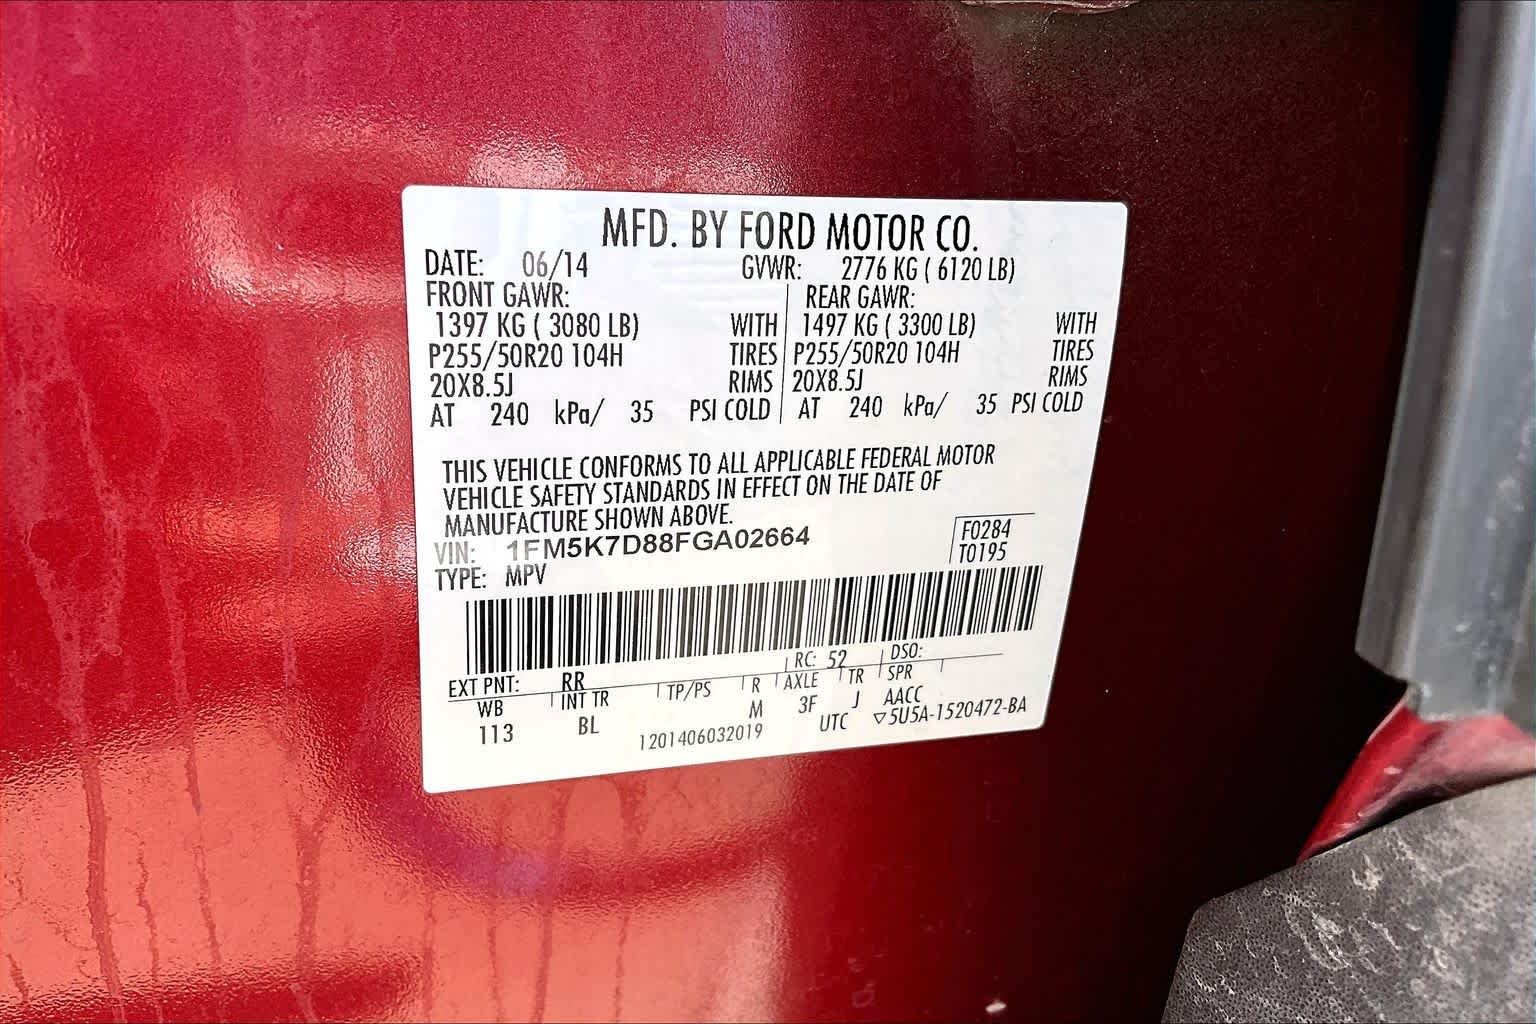 MFD. BY FORD MOTOR CO.
DATE: 06/14 GVWR: 2776 KG ( 6120 LB)
FRONT GAWR: REAR GAWR:
1397 KG ( 3080 LB) WITH 1497 KG ( 3300 LB) WITH
P255/50R20 104H TIRES P255/50R20 104H TIRES
20X8.5J RIMS 20X8.5J RIMS
AT 240 kPa/ 35 PSI COLD AT 240 kPa/ 35 PSI COLD
THIS VEHICLE CONFORMS TO ALL APPLICABLE FEDERAL MOTOR
VEHICLE SAFETY STANDARDS IN EFFECT ON THE DATE OF
MANUFACTURE SHOWN ABOVE.
VIN: 1FM5K7D88FGA02664 F0284
TYPE: MPV T0195
RC: 52 DSO:
EXT PNT: RR
WB INT TR TP/PS R AXLE TR SPR
113 BL M 3F J AACC
1201406032019 UTC ▽5U5A-1520472-BA